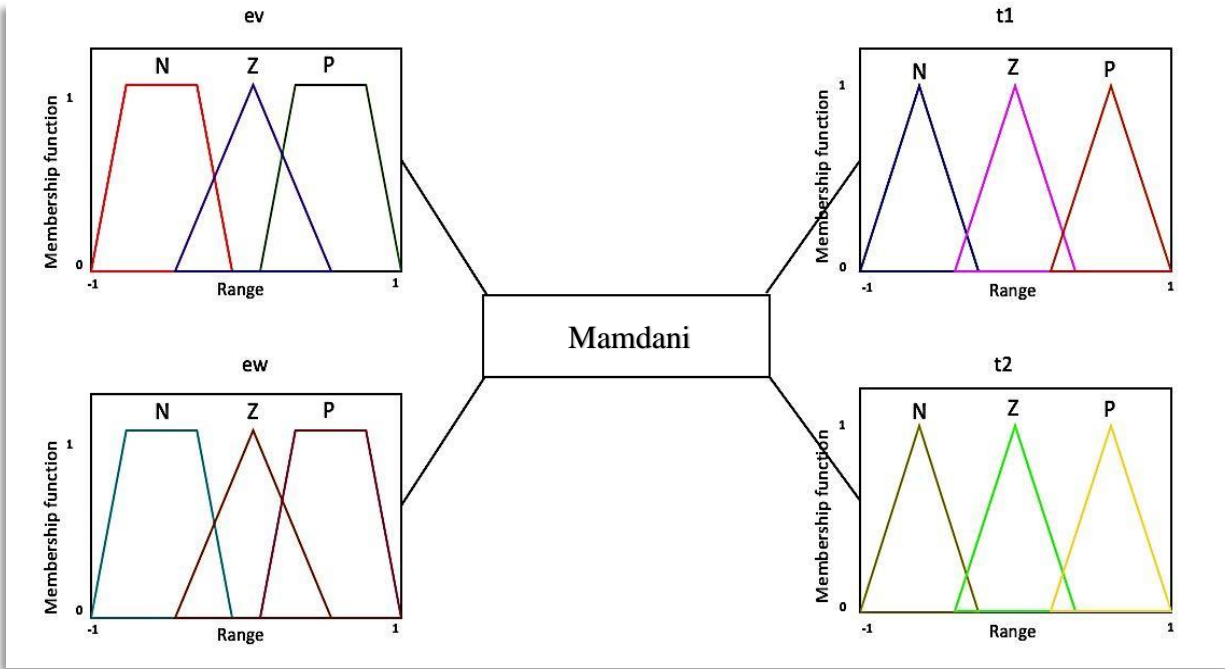 ev
N Z P
1
Membership function
0
-1 Range 1
t1
N Z P
1
Membership function
0
-1 Range 1
Mamdani
ew
N Z P
1
Membership function
0
-1 Range 1
t2
N Z P
1
Membership function
0
-1 Range 1